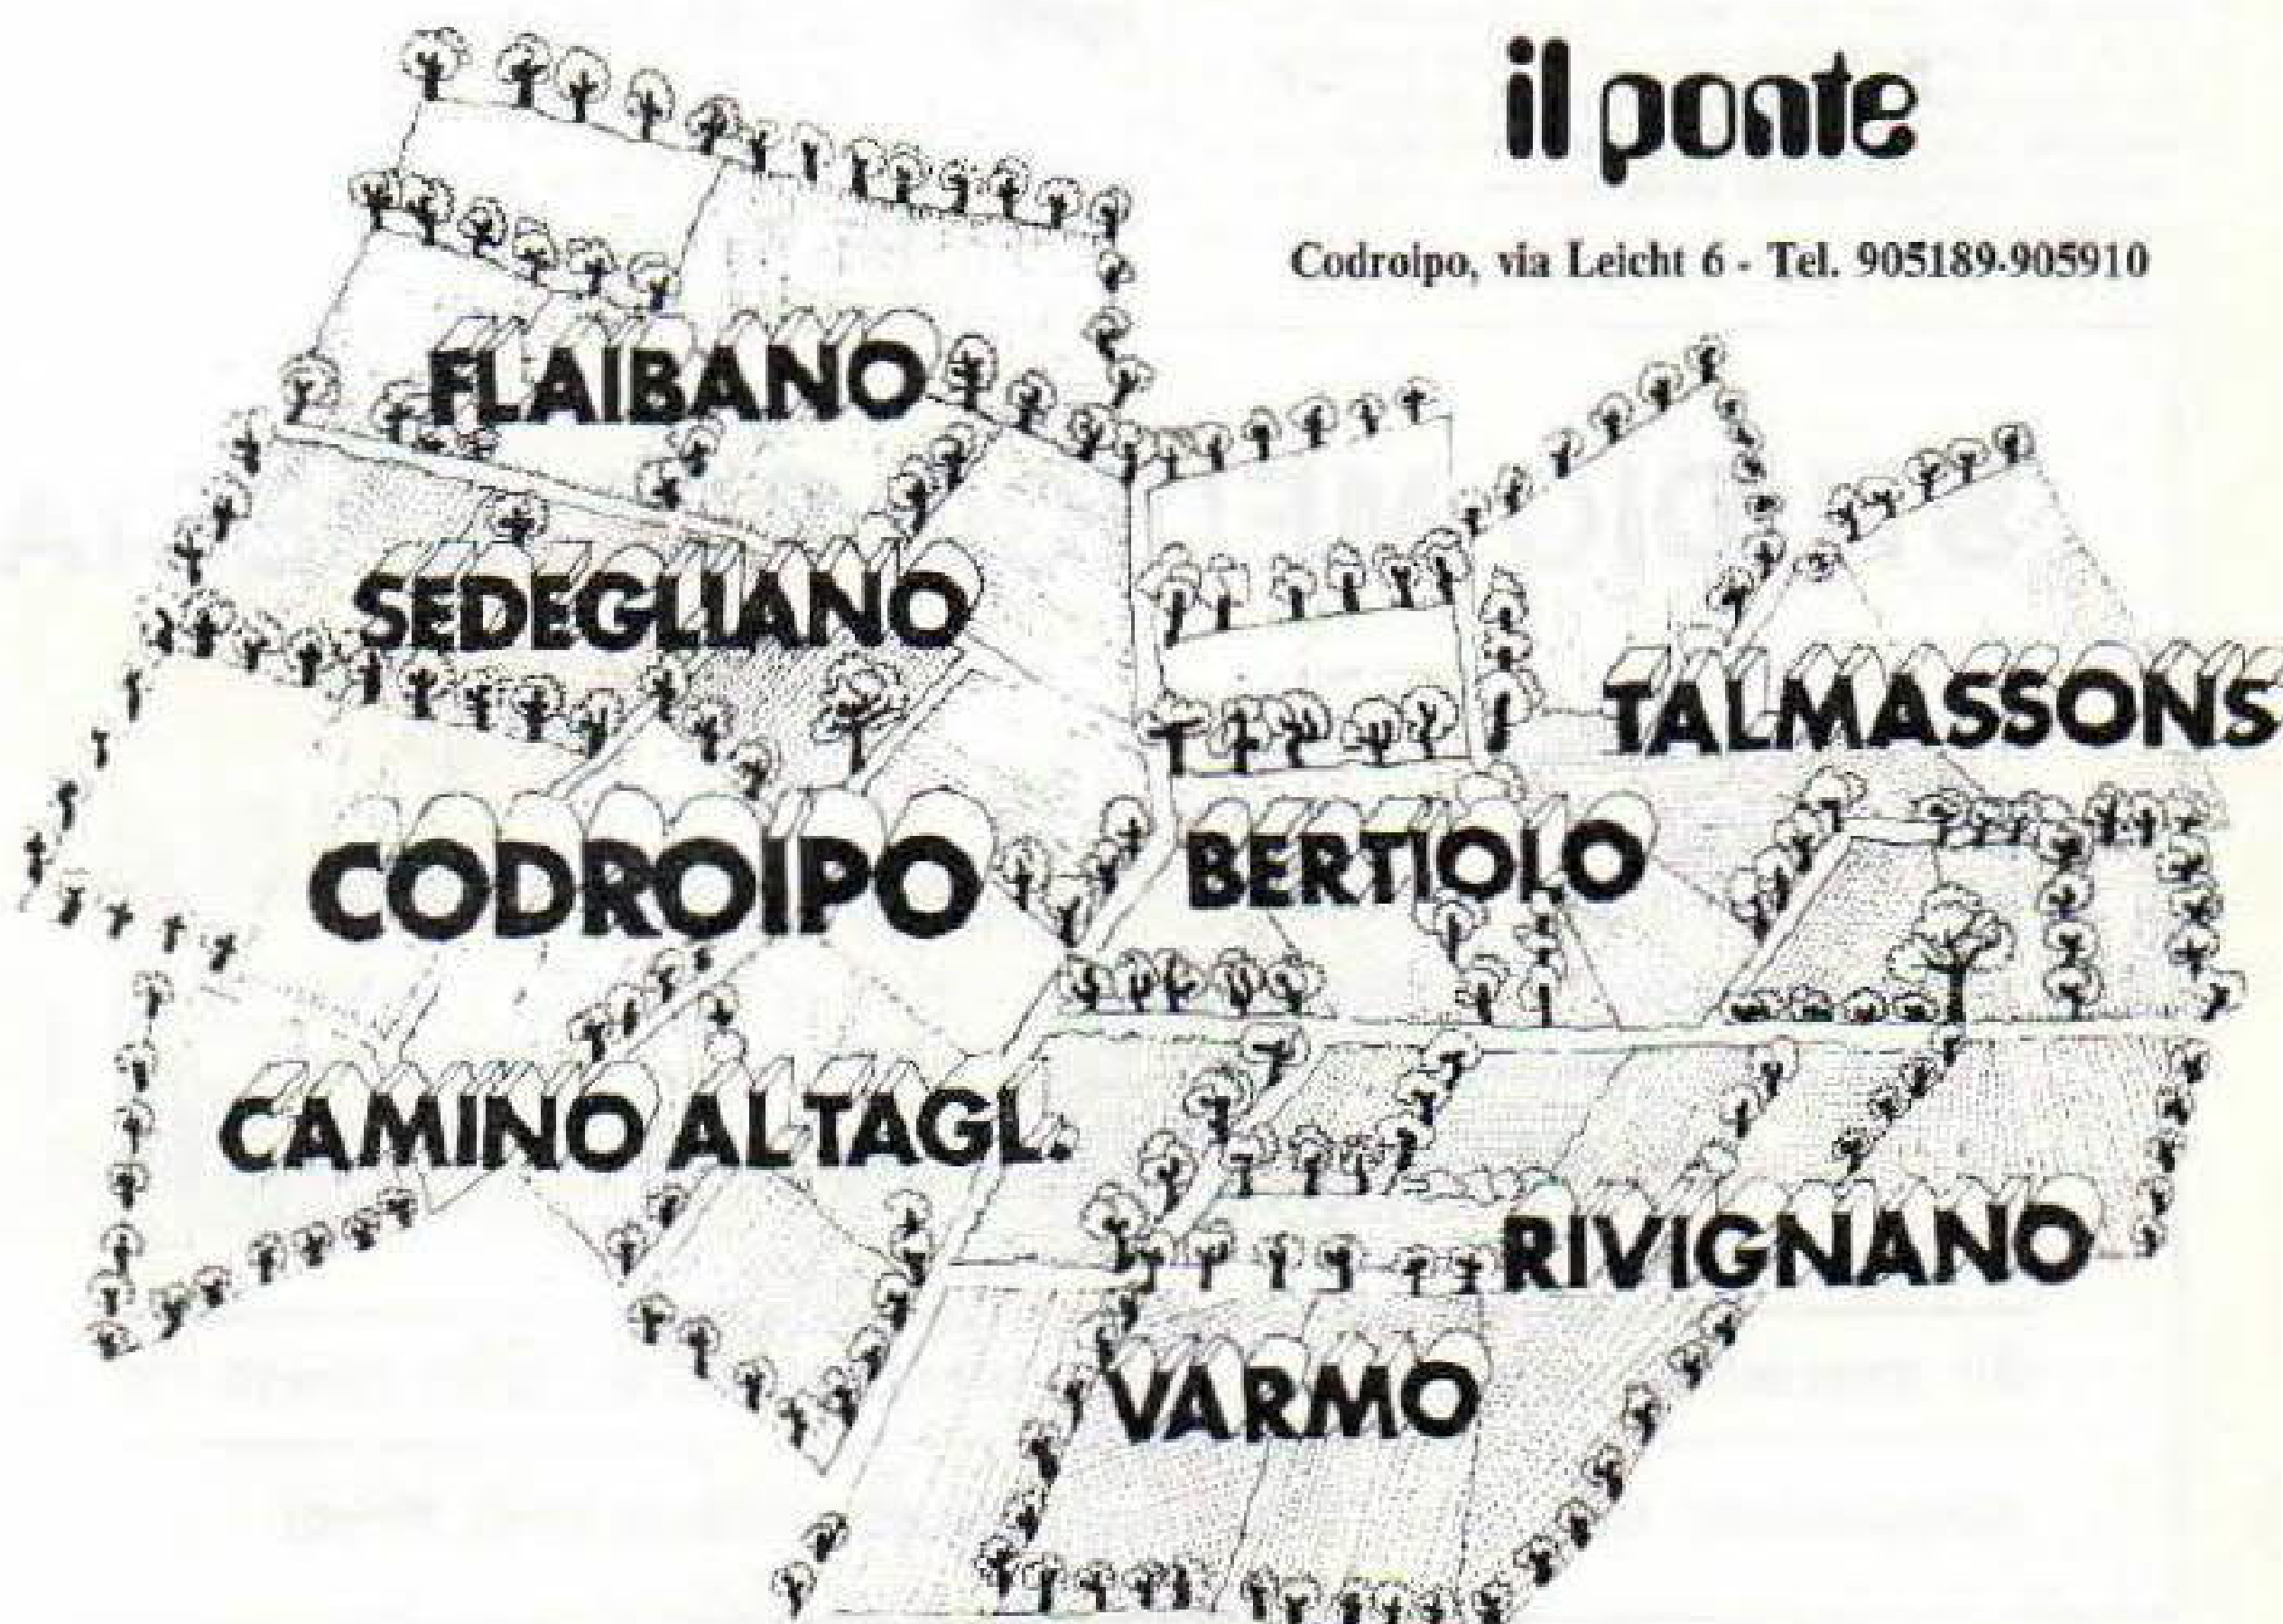 il ponte
Codroipo, via Leicht 6 - Tel. 905189-905910
FLAIBANO
SEDEGLIANO
TALMASSONS
CODROIPO
BERTIOLO
CAMINO AL TAGL.
RIVIGNANO
VARMO